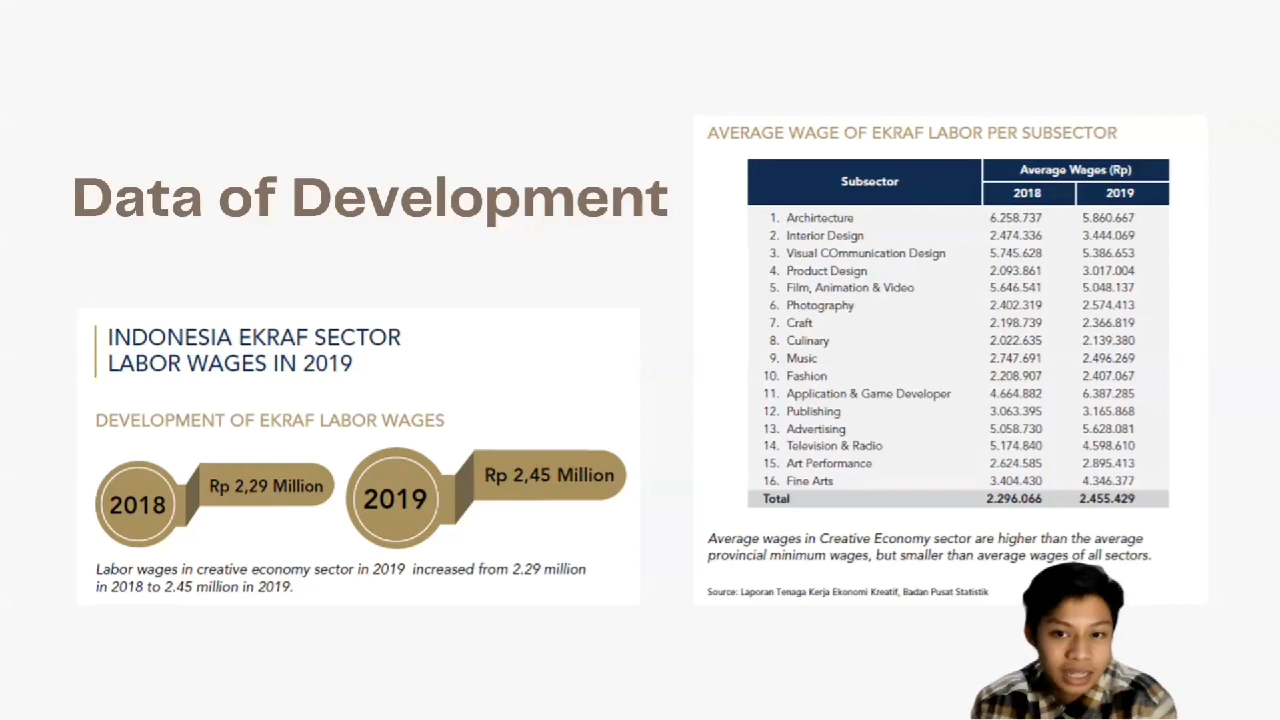 Data of Development
INDONESIA EKRAF SECTOR
LABOR WAGES IN 2019
DEVELOPMENT OF EKRAF LABOR WAGES
2018 Rp 2,29 Million
2019 Rp 2,45 Million
Labor wages in creative economy sector in 2019 increased from 2.29 million
in 2018 to 2.45 million in 2019.
AVERAGE WAGE OF EKRAF LABOR PER SUBSECTOR
Subsector Average Wages (Rp)
2018 2019
1. Archirtecture 6.258.737 5.860.667
2. Interior Design 2.474.336 3.444.069
3. Visual COmmunication Design 5.745.628 5.386.653
4. Product Design 2.093.861 3.017.004
5. Film, Animation & Video 5.646.541 5.048.137
6. Photography 2.402.319 2.574.413
7. Craft 2.198.739 2.366.819
8. Culinary 2.022.635 2.139.380
9. Music 2.747.691 2.496.269
10. Fashion 2.208.907 2.407.067
11. Application & Game Developer 4.664.882 6.387.285
12. Publishing 3.063.395 3.165.868
13. Advertising 5.058.730 5.628.081
14. Television & Radio 5.174.840 4.598.610
15. Art Performance 2.624.585 2.895.413
16. Fine Arts 3.404.430 4.346.377
Total 2.296.066 2.455.429
Average wages in Creative Economy sector are higher than the average
provincial minimum wages, but smaller than average wages of all sectors.
Source: Laporan Tenaga Kerja Ekonomi Kreatif, Badan Pusat Statistik